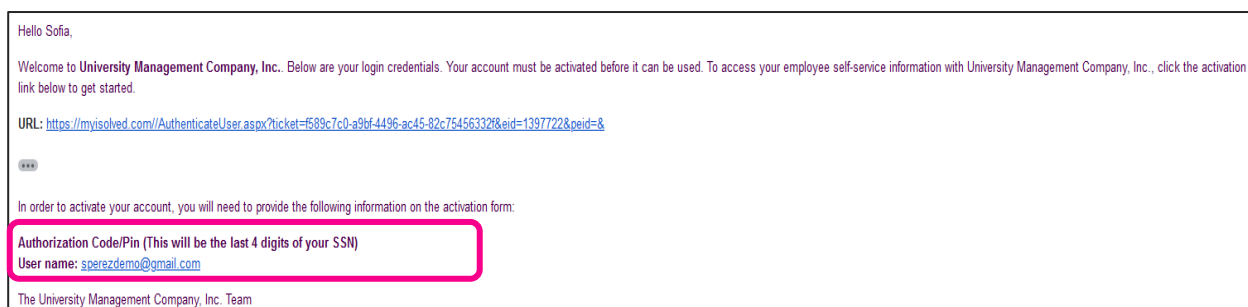 Hello Sofia,
Welcome to University Management Company, Inc.. Below are your login credentials. Your account must be activated before it can be used. To access your employee self-service information with University Management Company, Inc., click the activation
link below to get started.
URL: https://myisolved.com//AuthenticateUser.aspx?ticket=f589c7c0-a9bf-4496-ac45-82c75456332f&eid=1397722&peid=&
In order to activate your account, you will need to provide the following information on the activation form:
Authorization Code/Pin (This will be the last 4 digits of your SSN)
User name: sperezdemo@gmail.com
The University Management Company, Inc. Team